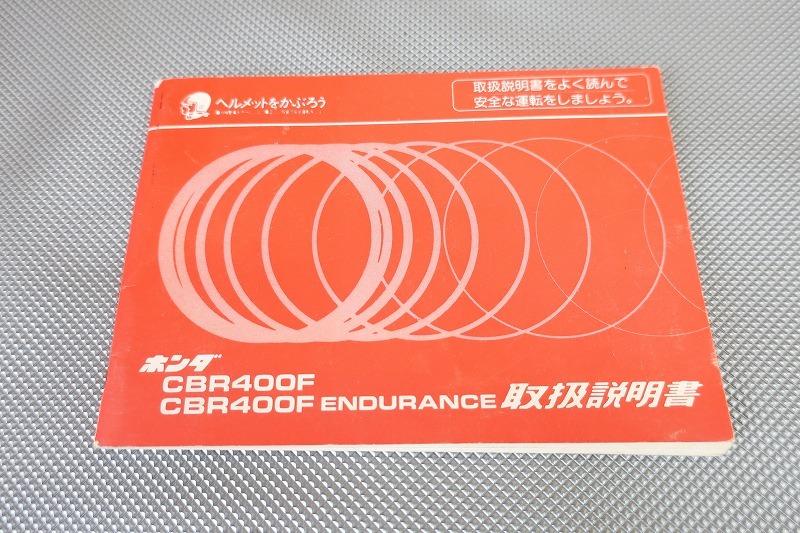 ヘルメットをかぶろう
取扱説明書をよく読んで
安全な運転をしましょう。
ホンダ
CBR400F
CBR400F ENDURANCE 取扱説明書